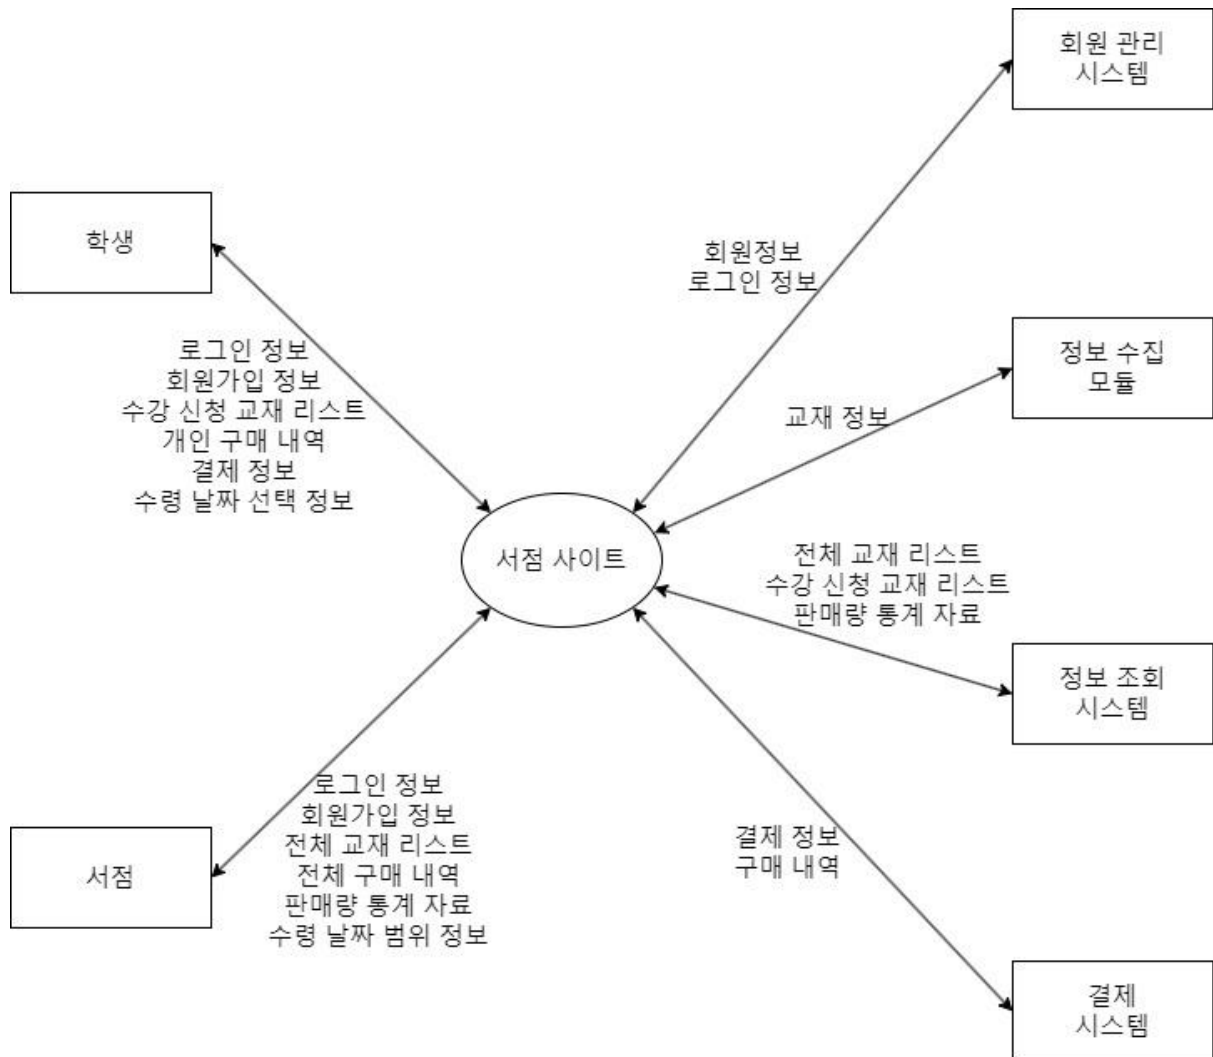 회원 관리
시스템
학생
회원정보
로그인 정보
로그인 정보
회원가입 정보
수강 신청 교재 리스트
개인 구매 내역
결제 정보
수령 날짜 선택 정보
정보 수집
모듈
교재 정보
서점 사이트
전체 교재 리스트
수강 신청 교재 리스트
판매량 통계 자료
정보 조회
시스템
로그인 정보
회원가입 정보
전체 교재 리스트
전체 구매 내역
판매량 통계 자료
수령 날짜 범위 정보
서점
결제 정보
구매 내역
결제
시스템